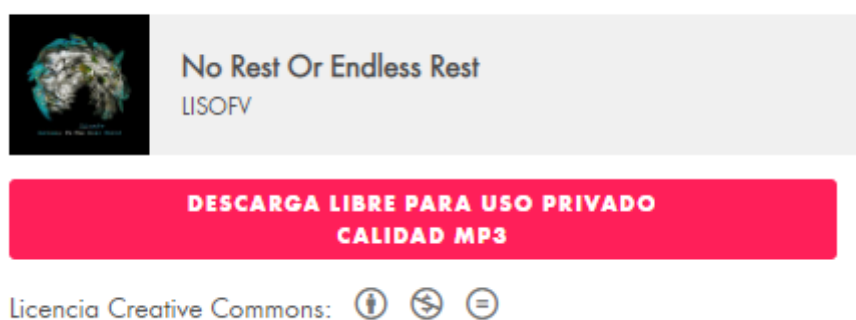 No Rest Or Endless Rest
LISOFV
DESCARGA LIBRE PARA USO PRIVADO
CALIDAD MP3
Licencia Creative Commons: